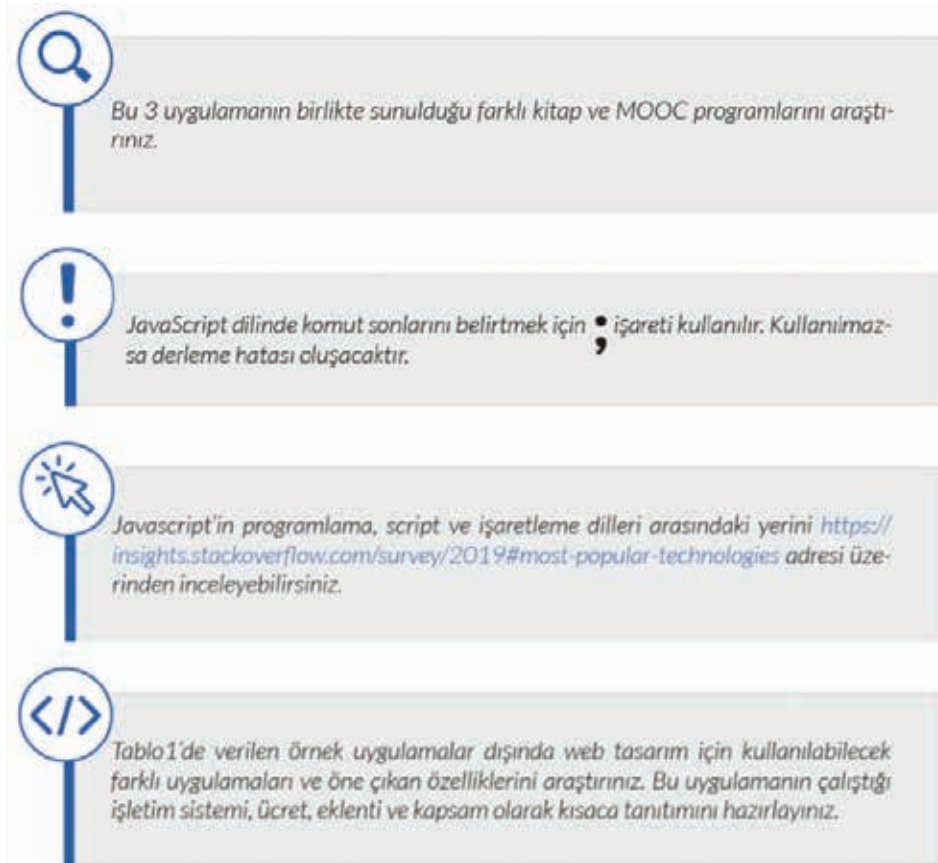 Bu 3 uygulamanın birlikte sunulduğu farklı kitap ve MOOC programlarını araştı-
rınız.
JavaScript dilinde komut sonlarını belirtmek için ; işareti kullanılır. Kullanılmaz-
sa derleme hatası oluşacaktır.
Javascript'in programlama, script ve işaretleme dilleri arasındaki yerini https://
insights.stackoverflow.com/survey/2019#most-popular-technologies adresi üze-
rinden inceleyebilirsiniz.
Tablo1'de verilen örnek uygulamalar dışında web tasarım için kullanılabilecek
farklı uygulamaları ve öne çıkan özelliklerini araştırınız. Bu uygulamanın çalıştığı
işletim sistemi, ücret, eklenti ve kapsam olarak kısaca tanıtımını hazırlayınız.